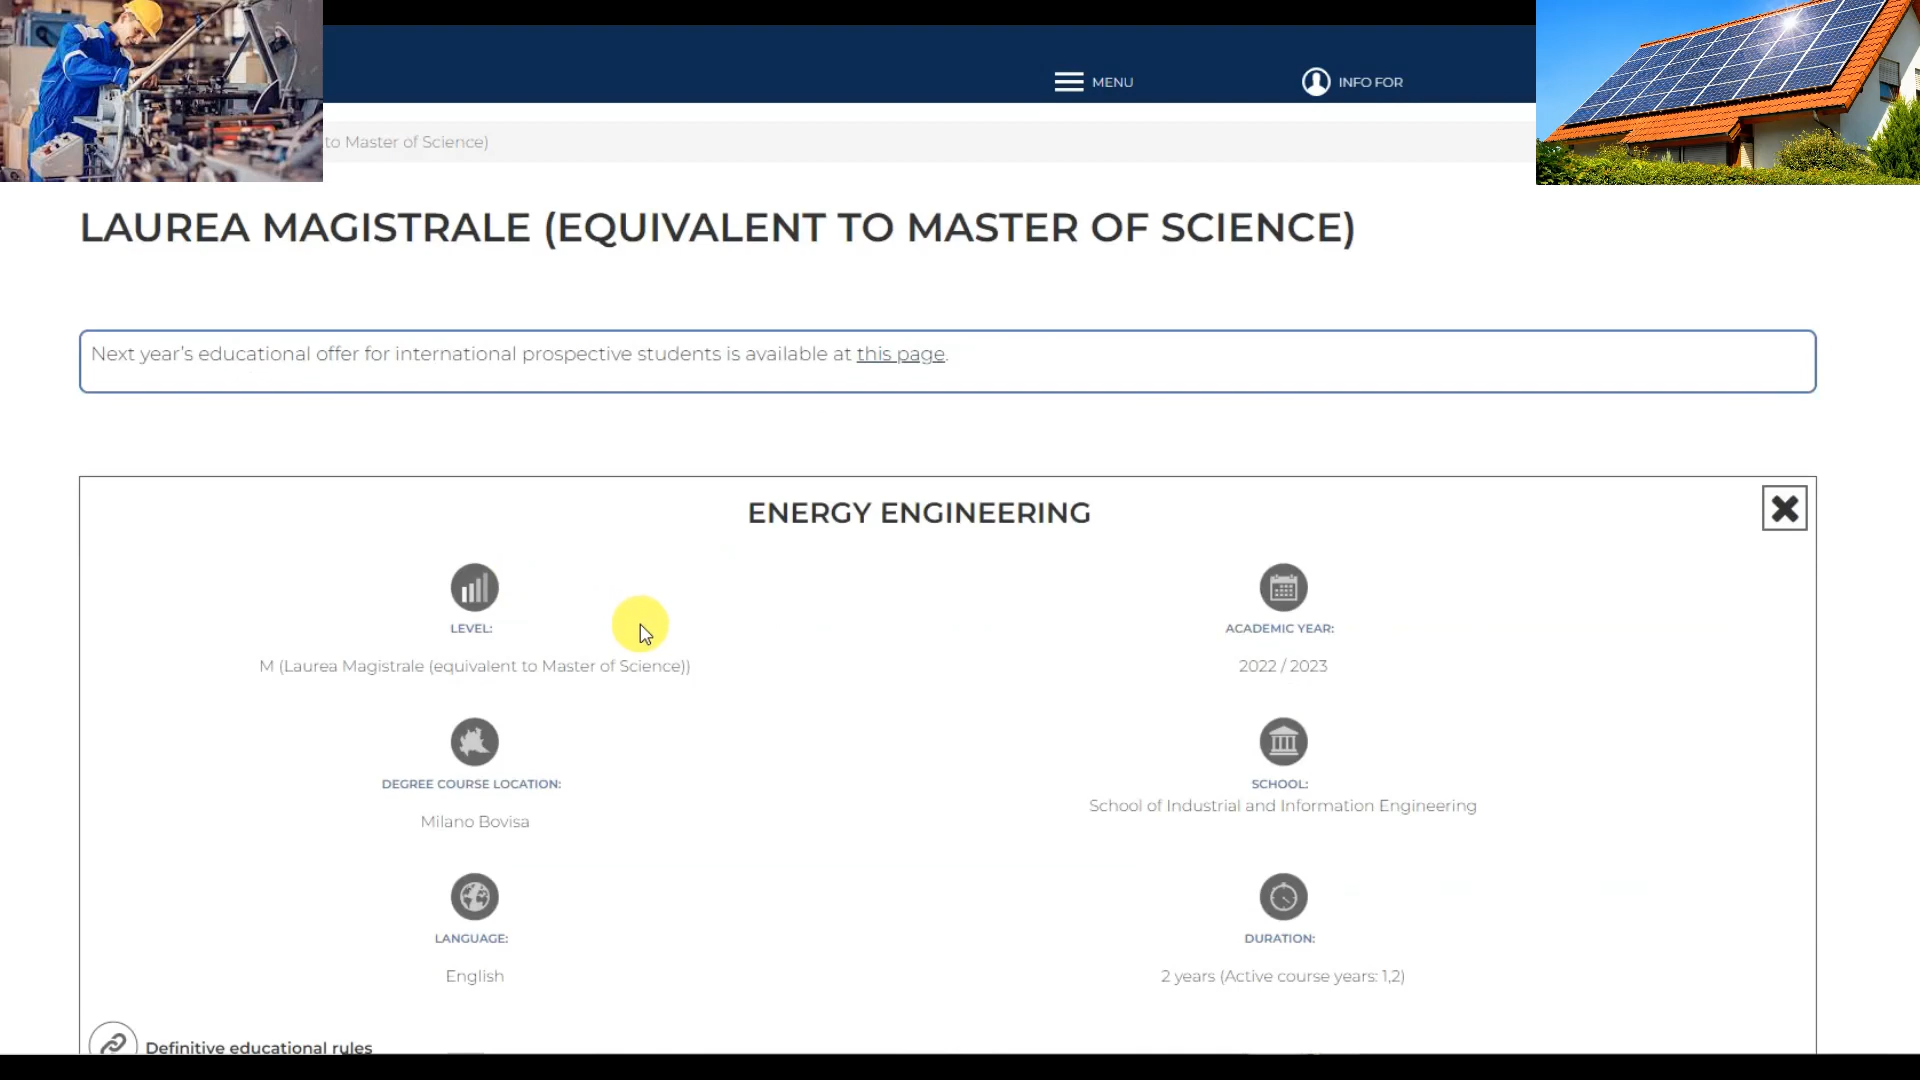 MENU
INFO FOR
to Master of Science)
LAUREA MAGISTRALE (EQUIVALENT TO MASTER OF SCIENCE)
Next year's educational offer for international prospective students is available at this page.
ENERGY ENGINEERING
LEVEL:
ACADEMIC YEAR:
M (Laurea Magistrale (equivalent to Master of Science))
2022 / 2023
DEGREE COURSE LOCATION:
SCHOOL:
School of Industrial and Information Engineering
Milano Bovisa
LANGUAGE:
DURATION:
English
2 years (Active course years: 1,2)
Definitive educational rules